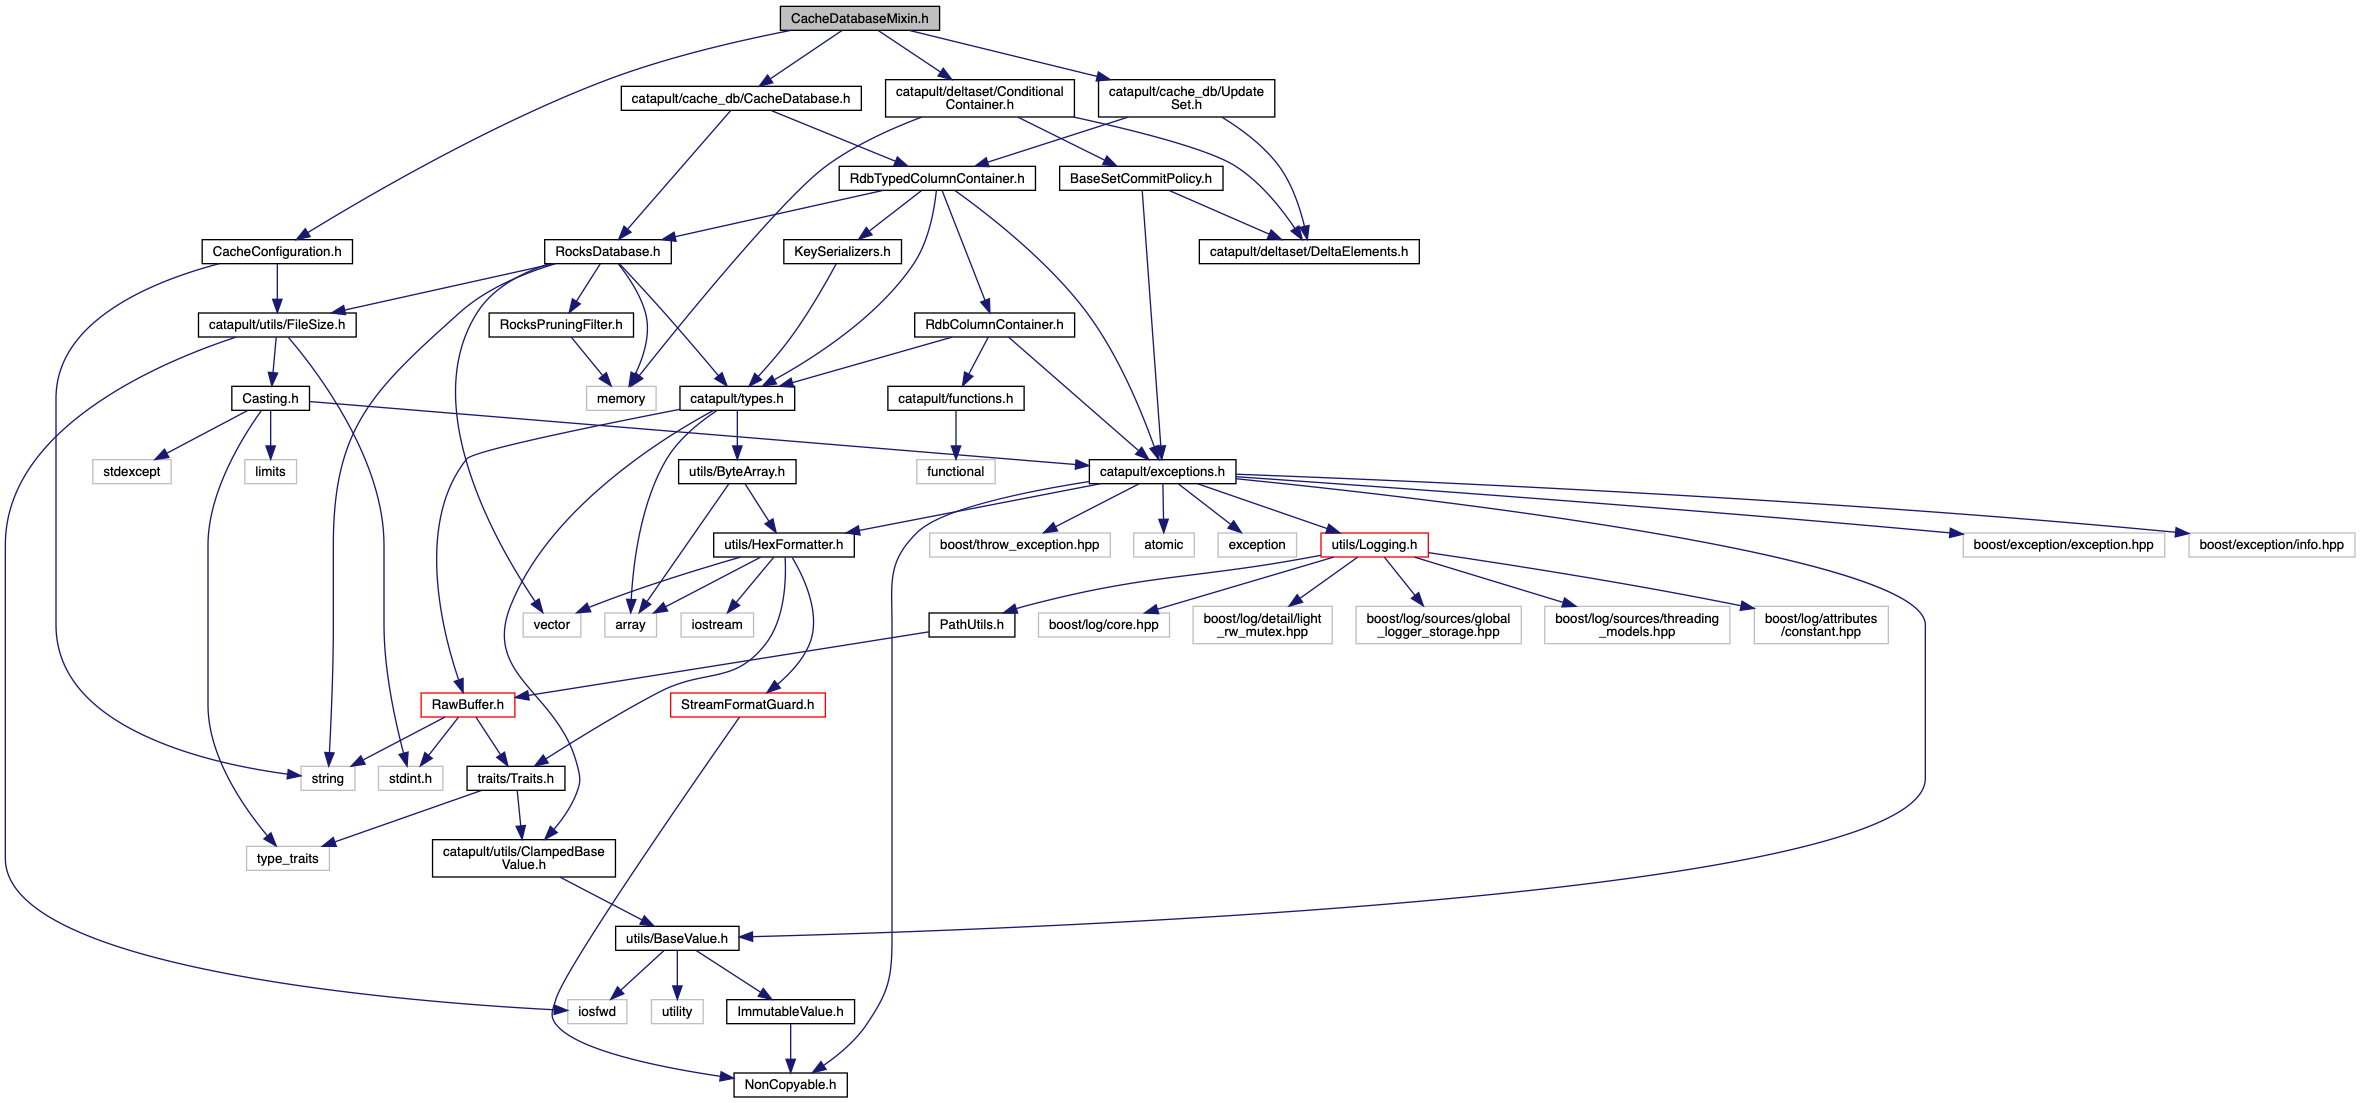 CacheDatabaseMixin.h
catapult/cache_db/CacheDatabase.h
catapult/deltaset/Conditional
Container.h
catapult/cache_db/Update
Set.h
RdbTypedColumnContainer.h
BaseSetCommitPolicy.h
CacheConfiguration.h
RocksDatabase.h
KeySerializers.h
catapult/deltaset/DeltaElements.h
catapult/utils/FileSize.h
RocksPruningFilter.h
RdbColumnContainer.h
Casting.h
memory
catapult/types.h
catapult/functions.h
stdexcept
limits
utils/ByteArray.h
functional
catapult/exceptions.h
utils/HexFormatter.h
boost/throw_exception.hpp
atomic
exception
utils/Logging.h
boost/exception/exception.hpp
boost/exception/info.hpp
vector
array
iostream
PathUtils.h
boost/log/core.hpp
boost/log/detail/light
_rw_mutex.hpp
boost/log/sources/global
_logger_storage.hpp
boost/log/sources/threading
_models.hpp
boost/log/attributes
/constant.hpp
RawBuffer.h
StreamFormatGuard.h
string
stdint.h
traits/Traits.h
type_traits
catapult/utils/ClampedBase
Value.h
utils/BaseValue.h
iosfwd
utility
ImmutableValue.h
NonCopyable.h